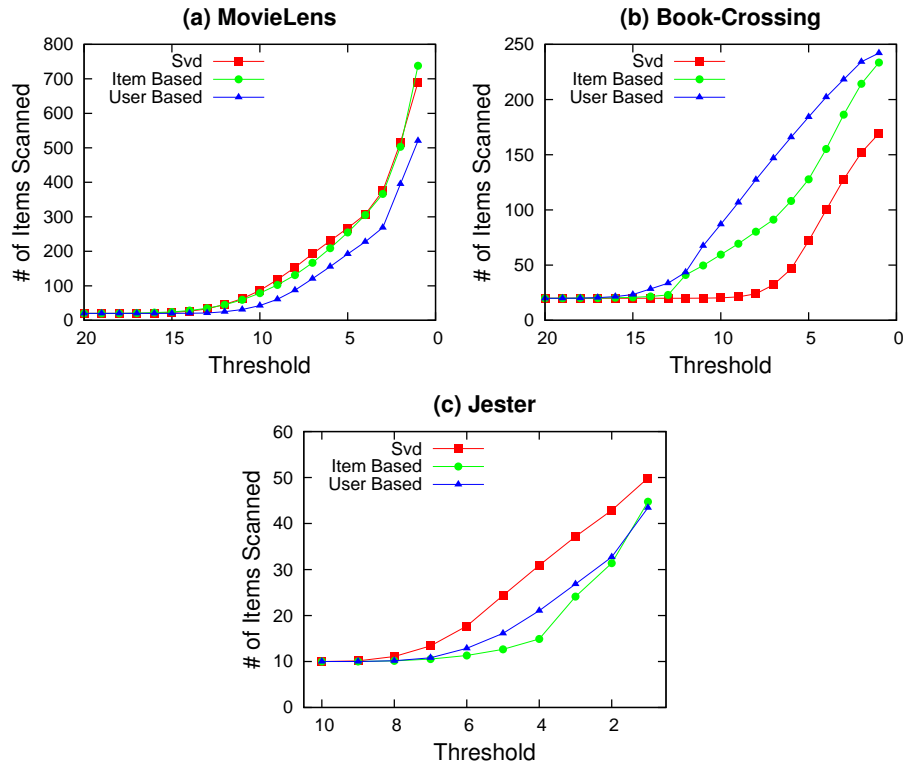 (a) MovieLens
800
700
600
500
400
300
200
100
0
20 15 10 5 0
# of Items Scanned
Threshold
Svd
Item Based
User Based
(b) Book-Crossing
250
200
150
100
50
0
20 15 10 5 0
# of Items Scanned
Threshold
Svd
Item Based
User Based
(c) Jester
60
50
40
30
20
10
0
10 8 6 4 2
# of Items Scanned
Threshold
Svd
Item Based
User Based